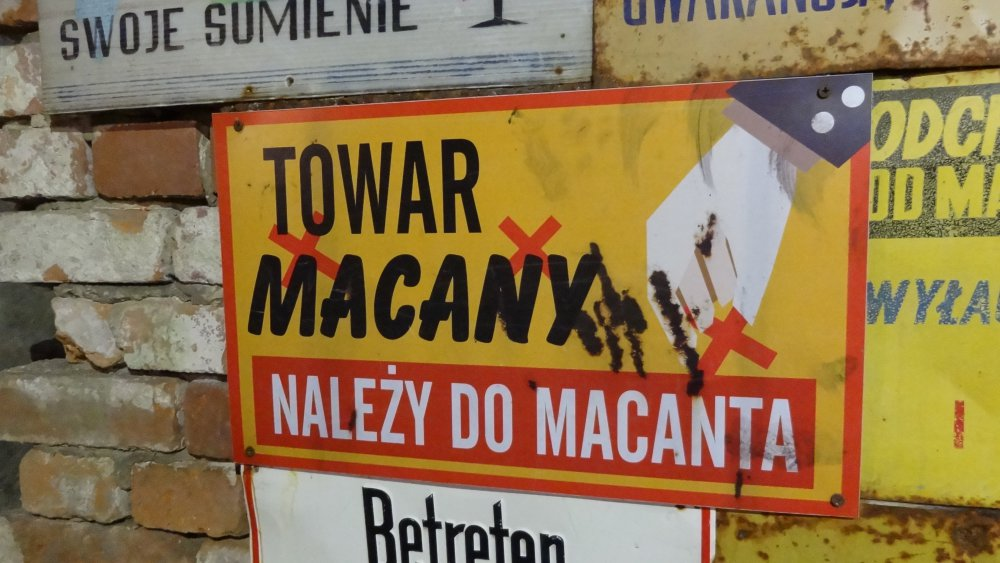 SWOJE SUMIENIE
TOWAR
MACANY
NALEŻY DO MACANTA
Betreten